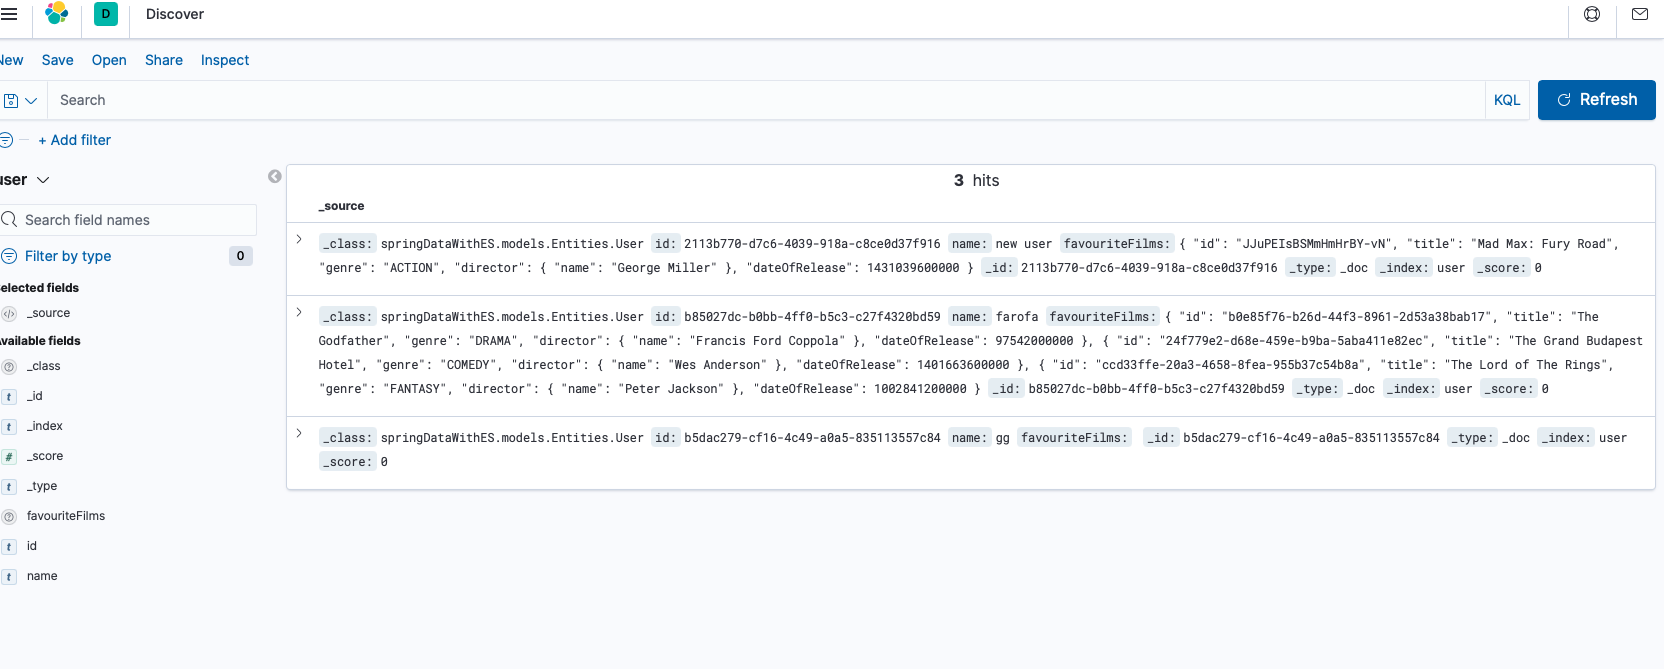 D Discover
New Save Open Share Inspect
Search KQL Refresh
+ Add filter
user
Search field names
Filter by type 0
Selected fields
_source
Available fields
_class
_id
_index
_score
_type
favouriteFilms
id
name
3 hits
_source
_class: springDataWithES.models.Entities.User id: 2113b770-d7c6-4039-918a-c8ce0d37f916 name: new user favouriteFilms: { "id": "JJuPEIsBSMmHmHrBY-vN", "title": "Mad Max: Fury Road",
"genre": "ACTION", "director": { "name": "George Miller" }, "dateOfRelease": 1431039600000 } _id: 2113b770-d7c6-4039-918a-c8ce0d37f916 _type: _doc _index: user _score: 0
_class: springDataWithES.models.Entities.User id: b85027dc-b0bb-4ff0-b5c3-c27f4320bd59 name: farofa favouriteFilms: { "id": "b0e85f76-b26d-44f3-8961-2d53a38bab17", "title": "The
Godfather", "genre": "DRAMA", "director": { "name": "Francis Ford Coppola" }, "dateOfRelease": 97542000000 }, { "id": "24f779e2-d68e-459e-b9ba-5aba411e82ec", "title": "The Grand Budapest
Hotel", "genre": "COMEDY", "director": { "name": "Wes Anderson" }, "dateOfRelease": 1401663600000 }, { "id": "ccd33ffe-20a3-4658-8fea-955b37c54b8a", "title": "The Lord of The Rings",
"genre": "FANTASY", "director": { "name": "Peter Jackson" }, "dateOfRelease": 1002841200000 } _id: b85027dc-b0bb-4ff0-b5c3-c27f4320bd59 _type: _doc _index: user _score: 0
_class: springDataWithES.models.Entities.User id: b5dac279-cf16-4c49-a0a5-835113557c84 name: gg favouriteFilms: _id: b5dac279-cf16-4c49-a0a5-835113557c84 _type: _doc _index: user
_score: 0